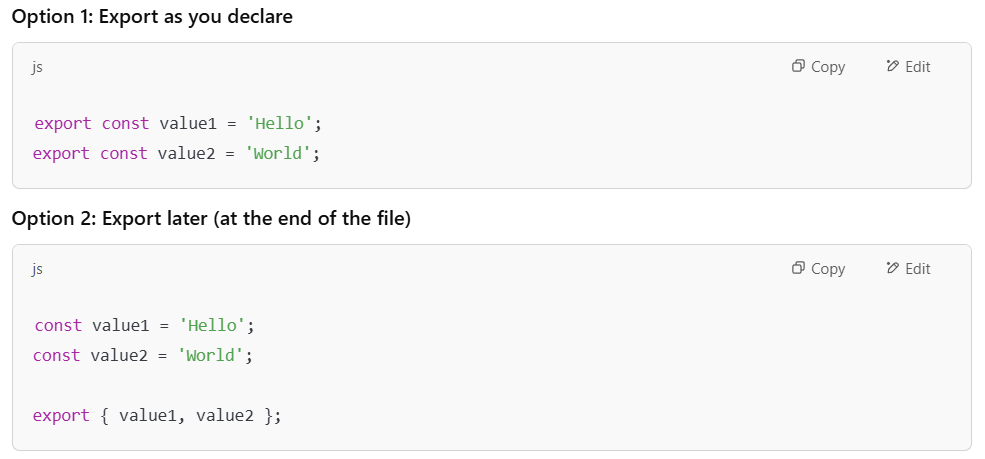 Option 1: Export as you declare
js
Copy
Edit
export const value1 = 'Hello';
export const value2 = 'World';
Option 2: Export later (at the end of the file)
js
Copy
Edit
const value1 = 'Hello';
const value2 = 'World';
export { value1, value2 };